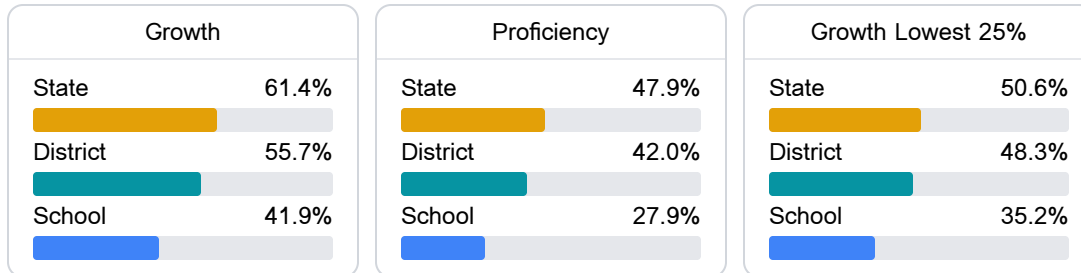 Growth
State 61.4%
District 55.7%
School 41.9%
Proficiency
State 47.9%
District 42.0%
School 27.9%
Growth Lowest 25%
State 50.6%
District 48.3%
School 35.2%